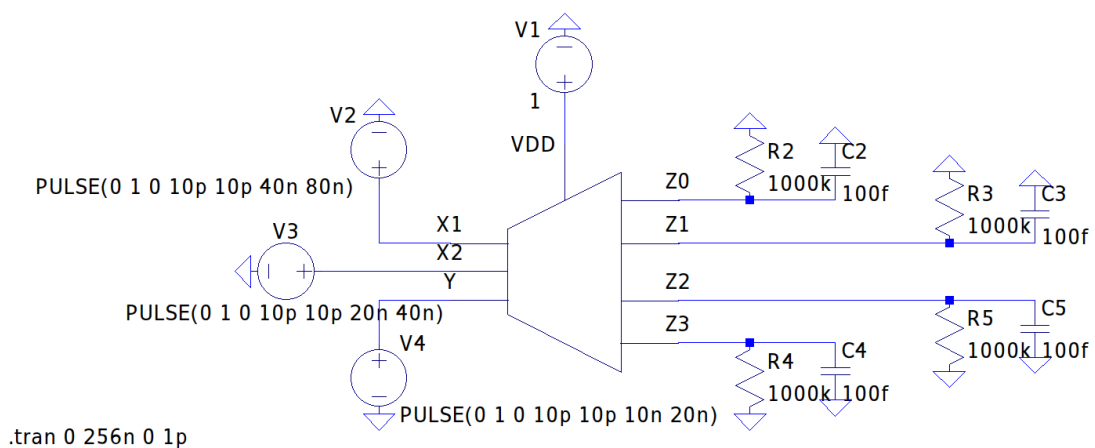 V1
1
VDD
V2
PULSE(0 1 0 10p 10p 40n 80n)
V3
PULSE(0 1 0 10p 10p 20n 40n)
V4
PULSE(0 1 0 10p 10p 10n 20n)
X1
X2
Y
Z0
Z1
Z2
Z3
R2
1000k
C2
100f
R3
1000k
C3
100f
R5
1000k
C5
100f
R4
1000k
C4
100f
.tran 0 256n 0 1p